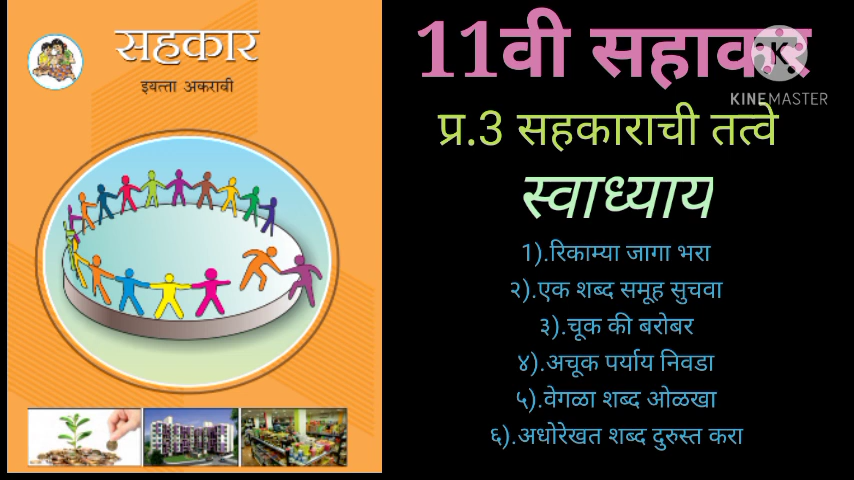 सहकार
इयत्ता अकरावी
11वी सहाकार
KINEMASTER
प्र.3 सहकाराची तत्वे
स्वाध्याय
1).रिकाम्या जागा भरा
२).एक शब्द समूह सुचवा
३).चूक की बरोबर
४).अचूक पर्याय निवडा
५).वेगळा शब्द ओळखा
६).अधोरेखत शब्द दुरुस्त करा